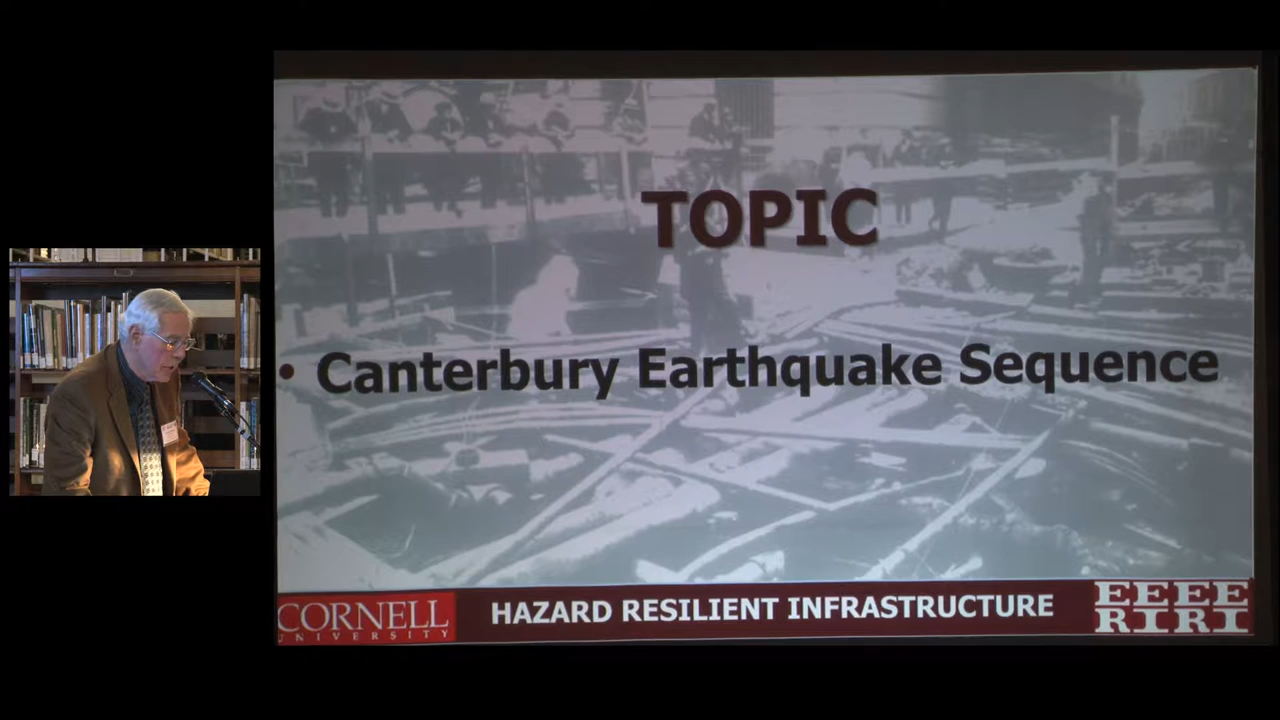 TOPIC
• Canterbury Earthquake Sequence
CORNELL
UNIVERSITY
HAZARD RESILIENT INFRASTRUCTURE
EEEE
RIRI